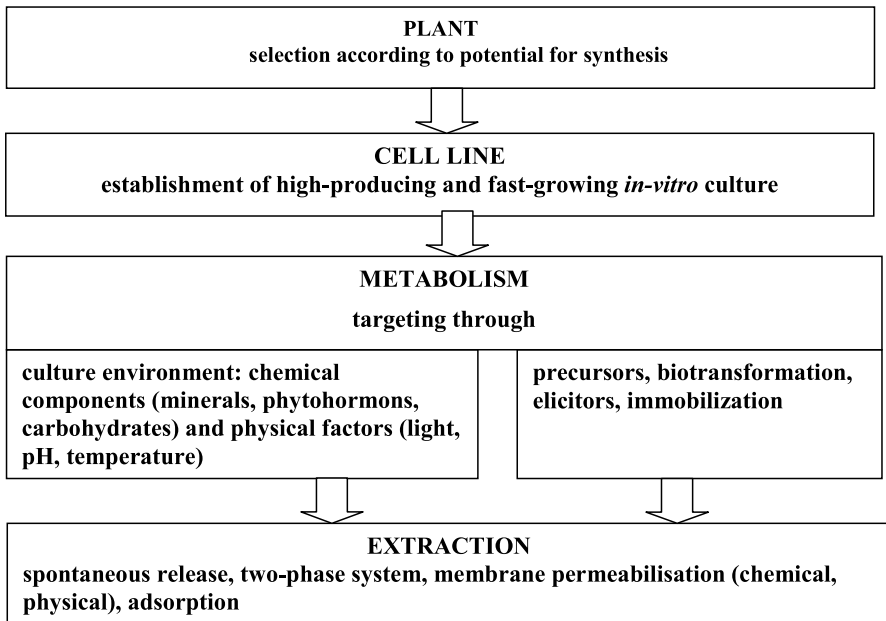 PLANT
selection according to potential for synthesis
CELL LINE
establishment of high-producing and fast-growing in-vitro culture
METABOLISM
targeting through
culture environment: chemical
components (minerals, phytohormons,
carbohydrates) and physical factors (light,
pH, temperature)
precursors, biotransformation,
elicitors, immobilization
EXTRACTION
spontaneous release, two-phase system, membrane permeabilisation (chemical,
physical), adsorption